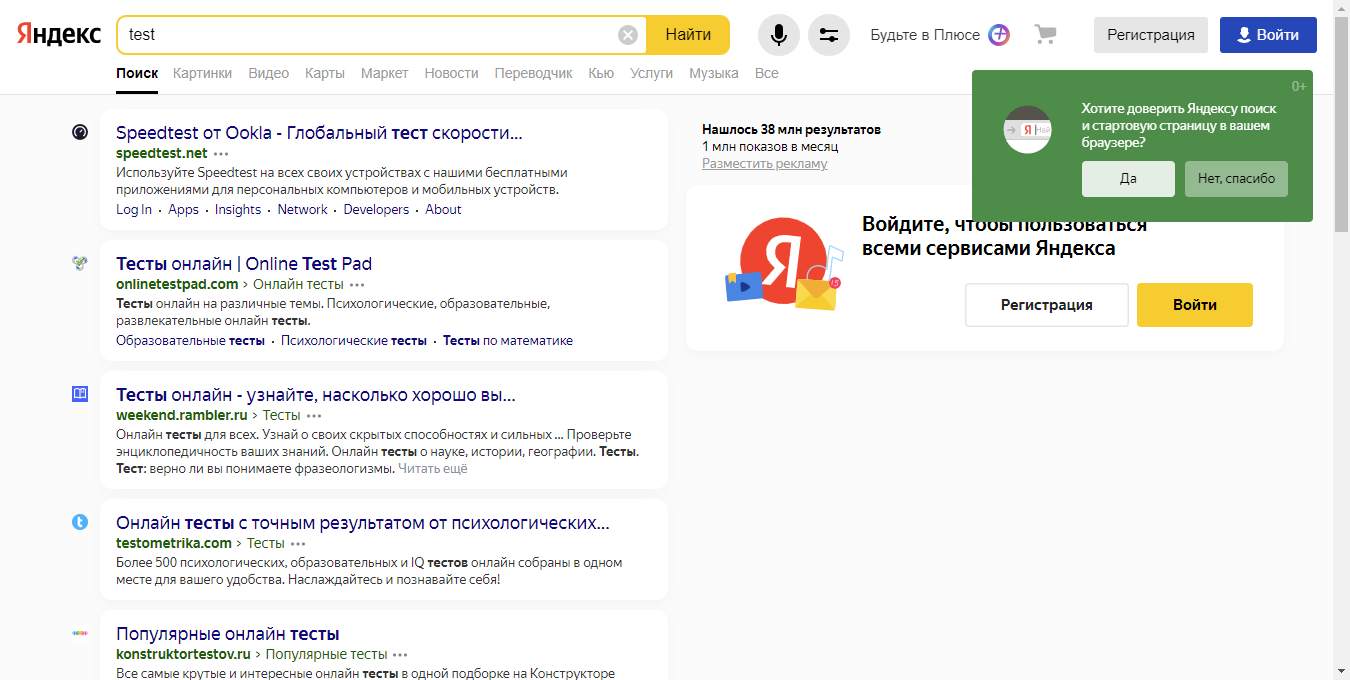 Яндекс
test
Найти
Будьте в Плюсе
Регистрация
Войти
Поиск Картинки Видео Карты Маркет Новости Переводчик Кью Услуги Музыка Все
0+
Хотите доверить Яндексу поиск
и стартовую страницу в вашем
браузере?
Да
Нет, спасибо
Speedtest от Ookla - Глобальный тест скорости...
speedtest.net
Используйте Speedtest на всех своих устройствах с нашими бесплатными
приложениями для персональных компьютеров и мобильных устройств.
Log In · Apps · Insights · Network · Developers · About
Тесты онлайн | Online Test Pad
onlinetestpad.com › Онлайн тесты
Тесты онлайн на различные темы. Психологические, образовательные,
развлекательные онлайн тесты.
Образовательные тесты · Психологические тесты · Тесты по математике
Тесты онлайн - узнайте, насколько хорошо вы...
weekend.rambler.ru › Тесты
Онлайн тесты для всех. Узнай о своих скрытых способностях и сильных ... Проверьте
энциклопедичность ваших знаний. Онлайн тесты о науке, истории, географии. Тесты.
Тест: верно ли вы понимаете фразеологизмы. Читать ещё
Онлайн тесты с точным результатом от психологических...
testometrika.com › Тесты
Более 500 психологических, образовательных и IQ тестов онлайн собраны в одном
месте для вашего удобства. Наслаждайтесь и познавайте себя!
Популярные онлайн тесты
konstruktortestov.ru › Популярные тесты
Все самые крутые и интересные онлайн тесты в одной подборке на Конструкторе
Нашлось 38 млн результатов
1 млн показов в месяц
Разместить рекламу
Я
15
Войдите, чтобы пользоваться
всеми сервисами Яндекса
Регистрация
Войти